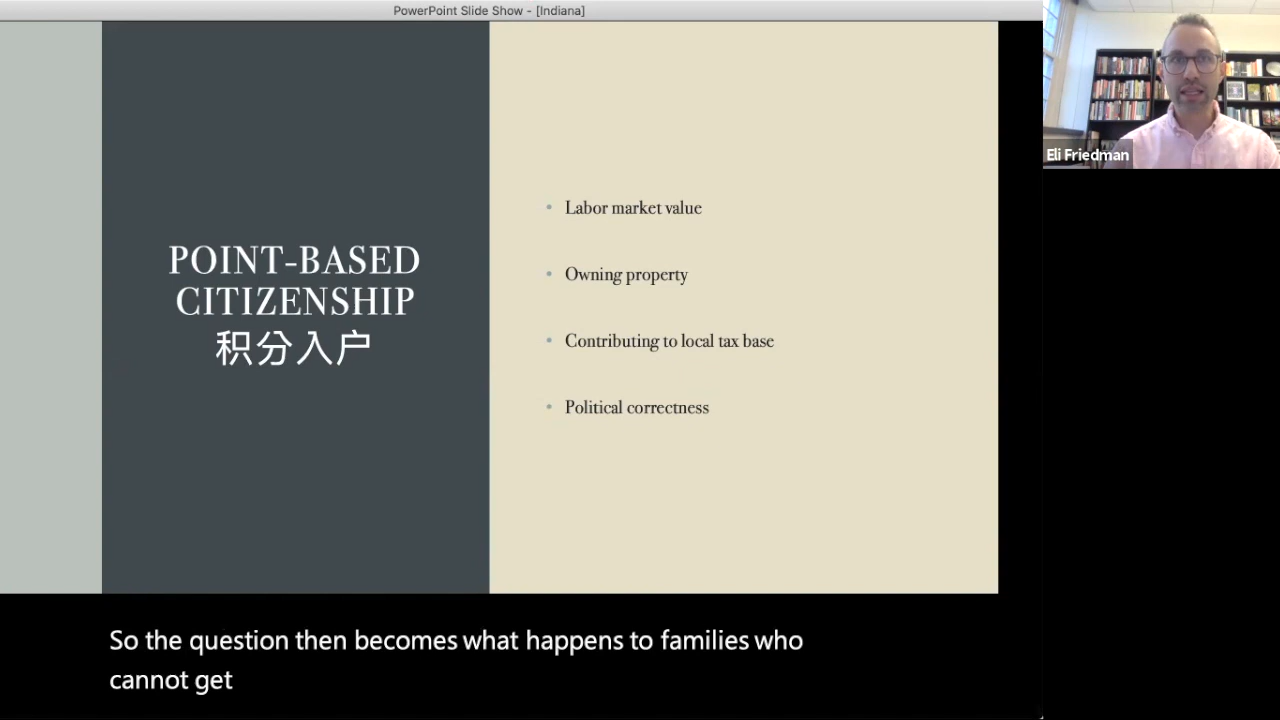 PowerPoint Slide Show - [Indiana]
POINT-BASED
CITIZENSHIP
积分入户
• Labor market value
• Owning property
• Contributing to local tax base
• Political correctness
Eli Friedman
So the question then becomes what happens to families who
cannot get